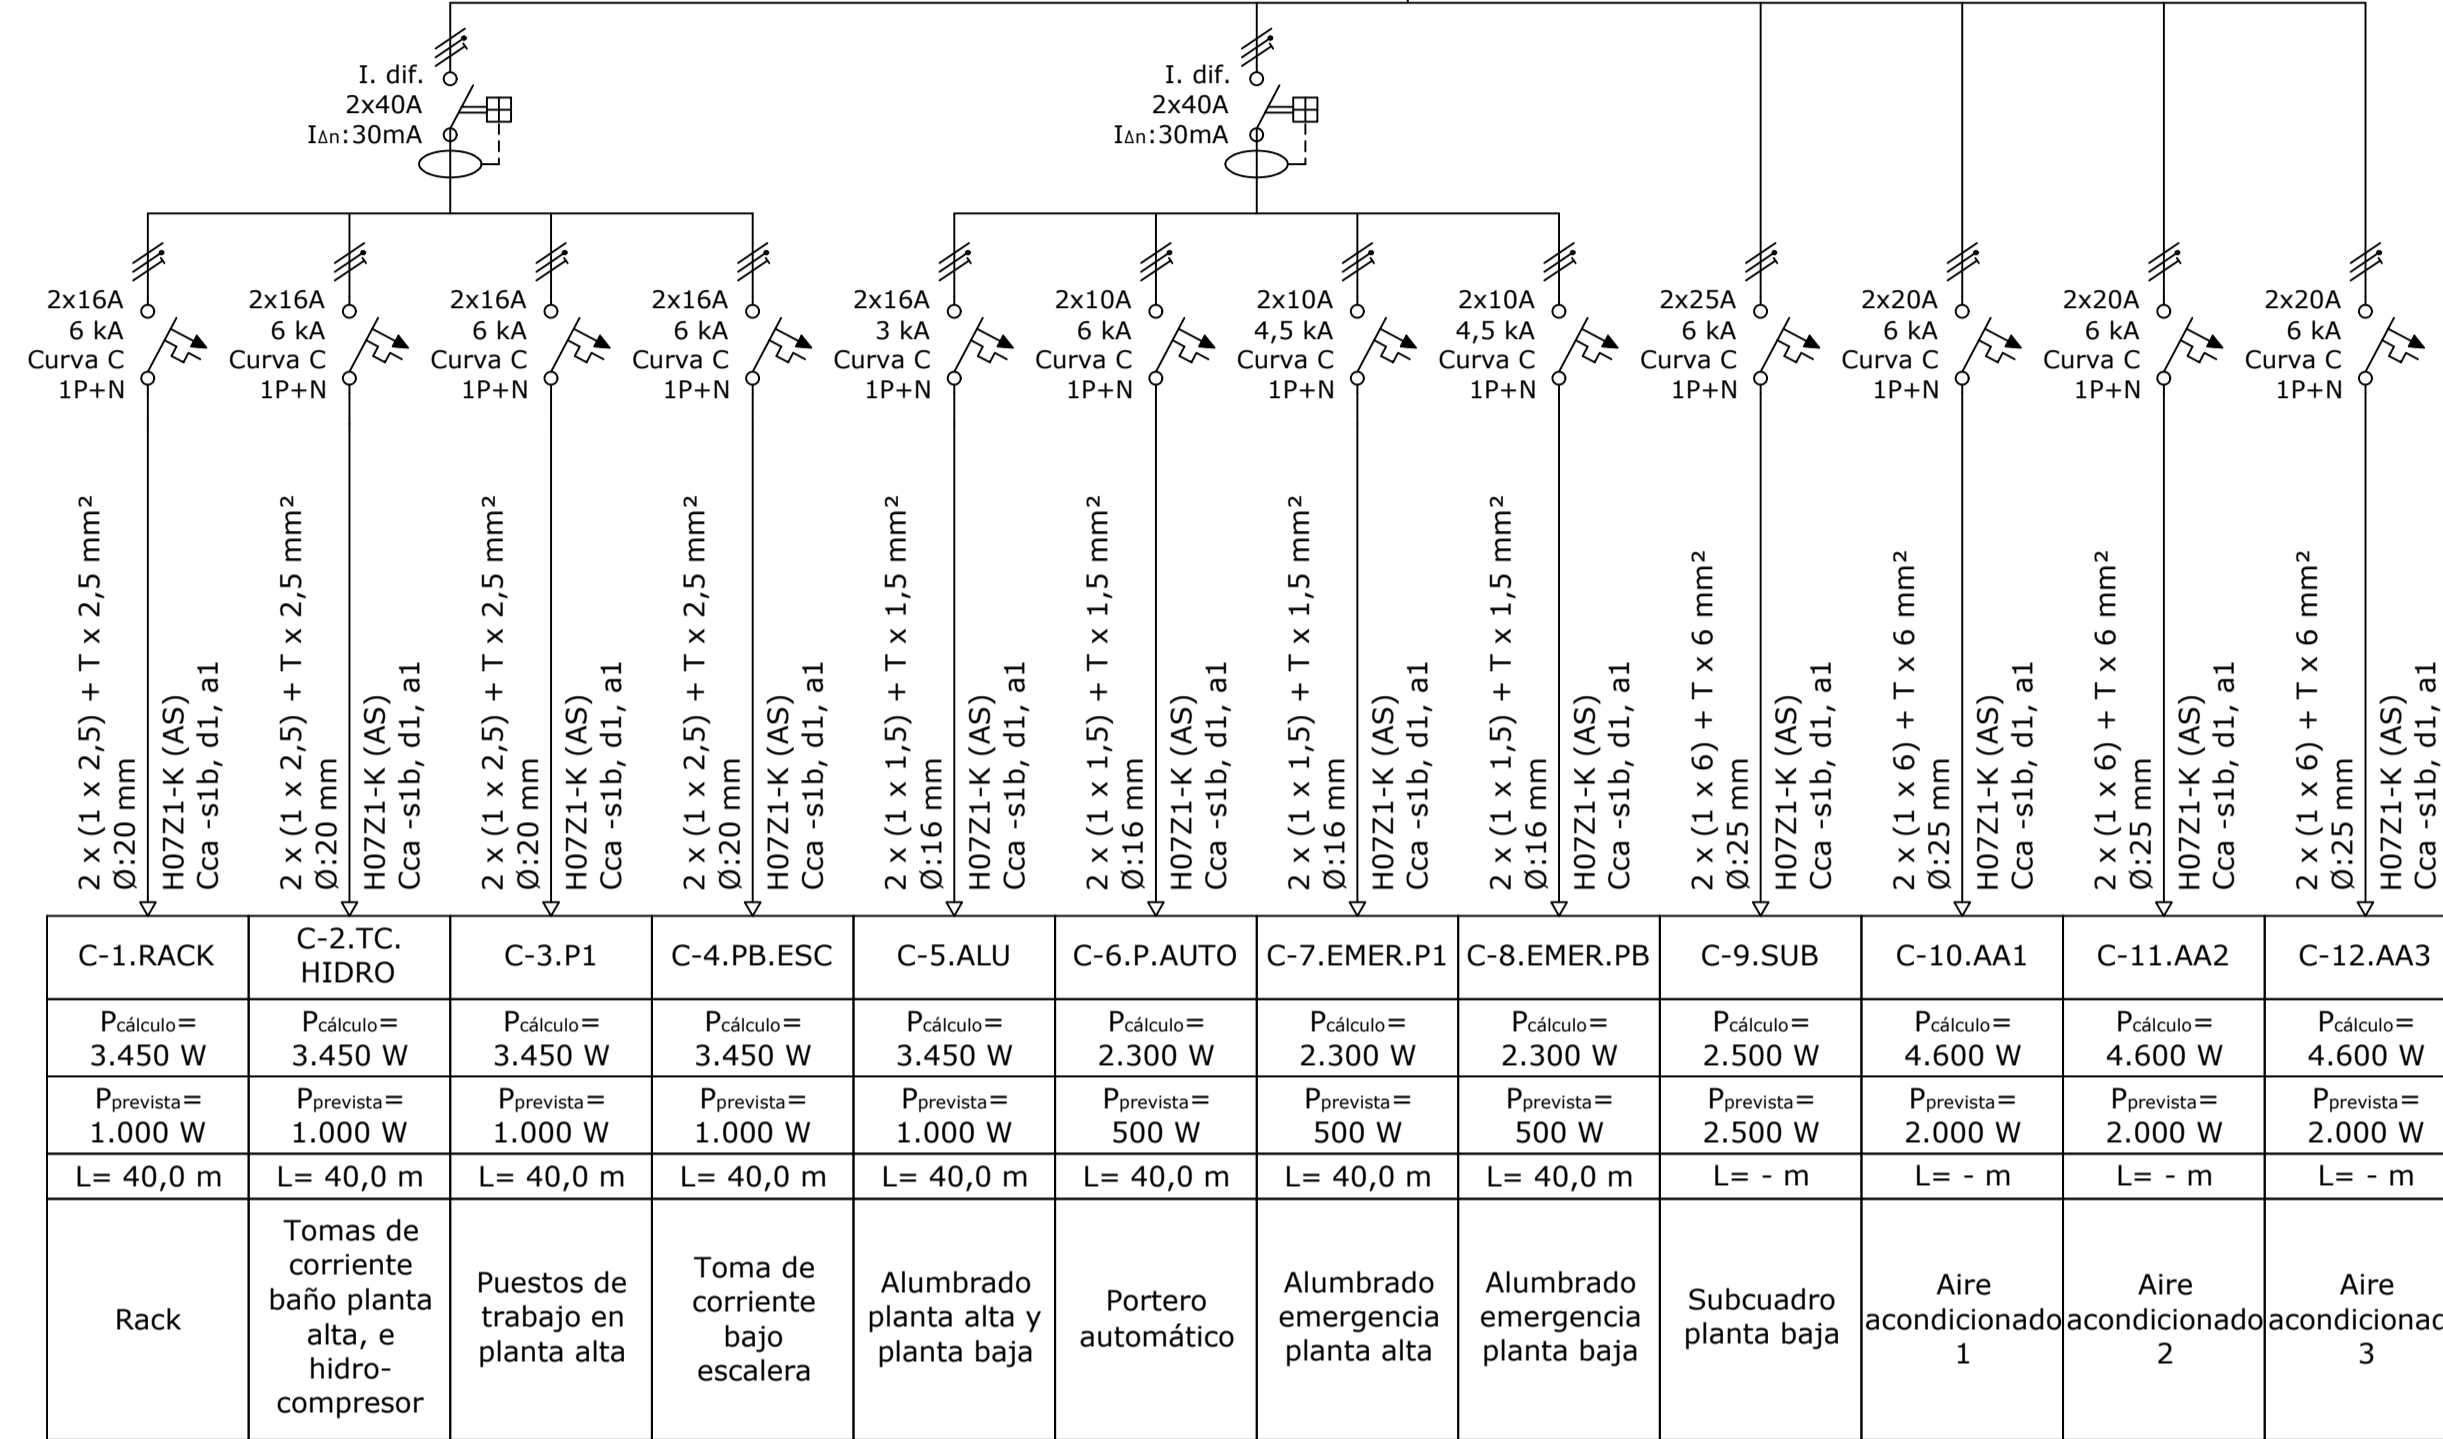 I. dif.
2x40A
IΔn:30mA
I. dif.
2x40A
IΔn:30mA
2x16A
6 kA
Curva C
1P+N
2x16A
6 kA
Curva C
1P+N
2x16A
6 kA
Curva C
1P+N
2x16A
6 kA
Curva C
1P+N
2x16A
3 kA
Curva C
1P+N
2x10A
6 kA
Curva C
1P+N
2x10A
4,5 kA
Curva C
1P+N
2x10A
4,5 kA
Curva C
1P+N
2x25A
6 kA
Curva C
1P+N
2x20A
6 kA
Curva C
1P+N
2x20A
6 kA
Curva C
1P+N
2x20A
6 kA
Curva C
1P+N
2 x (1 x 2,5) + T x 2,5 mm²
Ø:20 mm
H07Z1-K (AS)
Cca -s1b, d1, a1
2 x (1 x 2,5) + T x 2,5 mm²
Ø:20 mm
H07Z1-K (AS)
Cca -s1b, d1, a1
2 x (1 x 2,5) + T x 2,5 mm²
Ø:20 mm
H07Z1-K (AS)
Cca -s1b, d1, a1
2 x (1 x 2,5) + T x 2,5 mm²
Ø:20 mm
H07Z1-K (AS)
Cca -s1b, d1, a1
2 x (1 x 1,5) + T x 1,5 mm²
Ø:16 mm
H07Z1-K (AS)
Cca -s1b, d1, a1
2 x (1 x 1,5) + T x 1,5 mm²
Ø:16 mm
H07Z1-K (AS)
Cca -s1b, d1, a1
2 x (1 x 1,5) + T x 1,5 mm²
Ø:16 mm
H07Z1-K (AS)
Cca -s1b, d1, a1
2 x (1 x 1,5) + T x 1,5 mm²
Ø:16 mm
H07Z1-K (AS)
Cca -s1b, d1, a1
2 x (1 x 6) + T x 6 mm²
Ø:25 mm
H07Z1-K (AS)
Cca -s1b, d1, a1
2 x (1 x 6) + T x 6 mm²
Ø:25 mm
H07Z1-K (AS)
Cca -s1b, d1, a1
2 x (1 x 6) + T x 6 mm²
Ø:25 mm
H07Z1-K (AS)
Cca -s1b, d1, a1
2 x (1 x 6) + T x 6 mm²
Ø:25 mm
H07Z1-K (AS)
Cca -s1b, d1, a1
C-1.RACK
C-2.TC.
HIDRO
C-3.P1
C-4.PB.ESC
C-5.ALU
C-6.P.AUTO
C-7.EMER.P1
C-8.EMER.PB
C-9.SUB
C-10.AA1
C-11.AA2
C-12.AA3
Pcálculo=
3.450 W
Pcálculo=
3.450 W
Pcálculo=
3.450 W
Pcálculo=
3.450 W
Pcálculo=
3.450 W
Pcálculo=
2.300 W
Pcálculo=
2.300 W
Pcálculo=
2.300 W
Pcálculo=
2.500 W
Pcálculo=
4.600 W
Pcálculo=
4.600 W
Pcálculo=
4.600 W
Pprevista=
1.000 W
Pprevista=
1.000 W
Pprevista=
1.000 W
Pprevista=
1.000 W
Pprevista=
1.000 W
Pprevista=
500 W
Pprevista=
500 W
Pprevista=
500 W
Pprevista=
2.500 W
Pprevista=
2.000 W
Pprevista=
2.000 W
Pprevista=
2.000 W
L= 40,0 m
L= 40,0 m
L= 40,0 m
L= 40,0 m
L= 40,0 m
L= 40,0 m
L= 40,0 m
L= 40,0 m
L= - m
L= - m
L= - m
L= - m
Rack
Tomas de
corriente
baño planta
alta, e
hidro-
compresor
Puestos de
trabajo en
planta alta
Toma de
corriente
bajo
escalera
Alumbrado
planta alta y
planta baja
Portero
automático
Alumbrado
emergencia
planta alta
Alumbrado
emergencia
planta baja
Subcuadro
planta baja
Aire
acondicionado
1
Aire
acondicionado
2
Aire
3